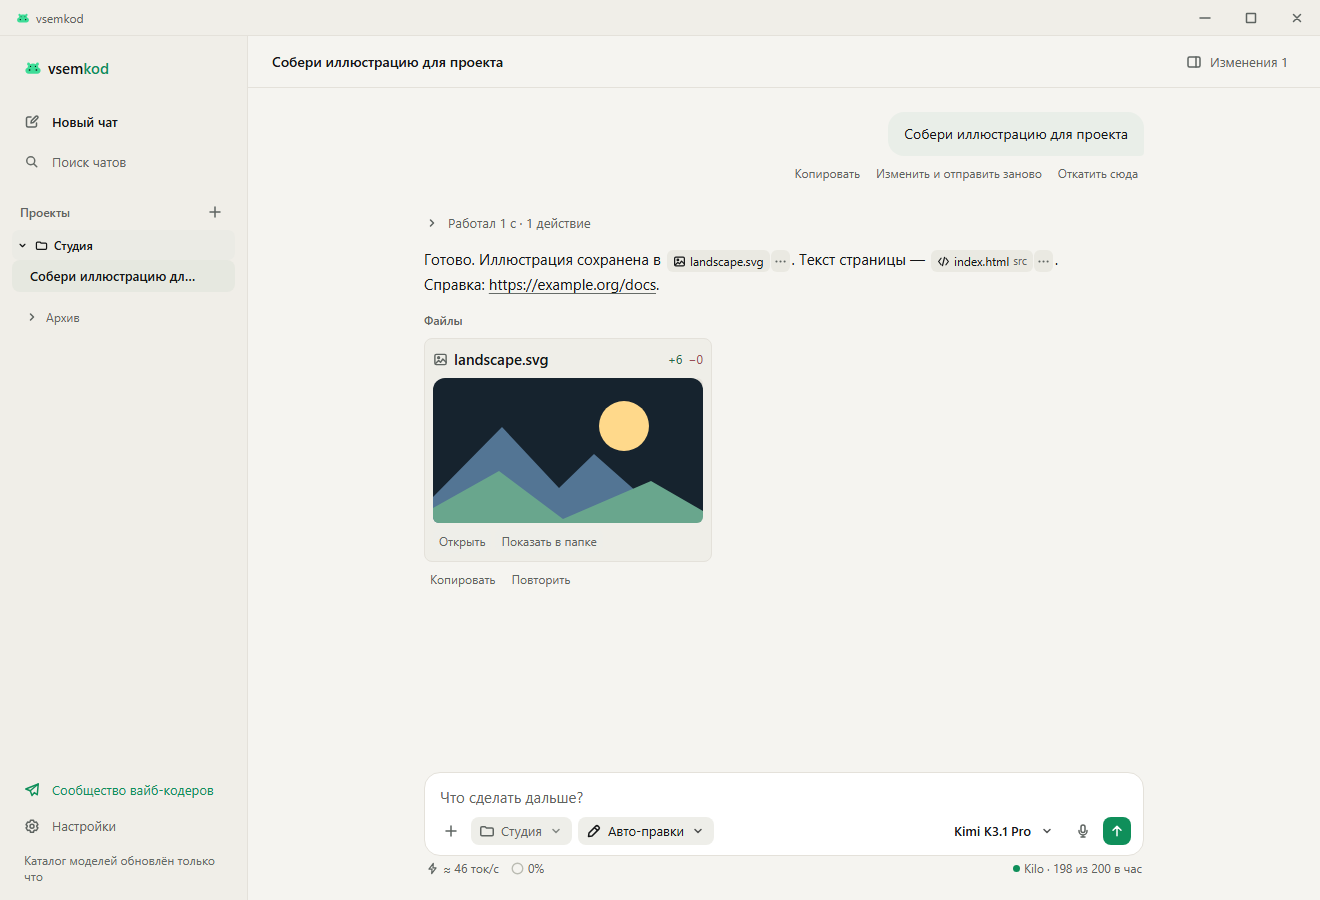 vsemkod
vsemkod
Новый чат
Поиск чатов
Проекты
Студия
Собери иллюстрацию дл...
Архив
Сообщество вайб-кодеров
Настройки
Каталог моделей обновлён только
что
Собери иллюстрацию для проекта
Изменения 1
Собери иллюстрацию для проекта
Копировать Изменить и отправить заново Откатить сюда
Работал 1 с · 1 действие
Готово. Иллюстрация сохранена в landscape.svg ··· . Текст страницы — index.html src ··· .
Справка: https://example.org/docs.
Файлы
landscape.svg +6 −0
Открыть Показать в папке
Копировать Повторить
Что сделать дальше?
Студия Авто-правки Kimi K3.1 Pro
≈ 46 ток/с 0% Kilo · 198 из 200 в час